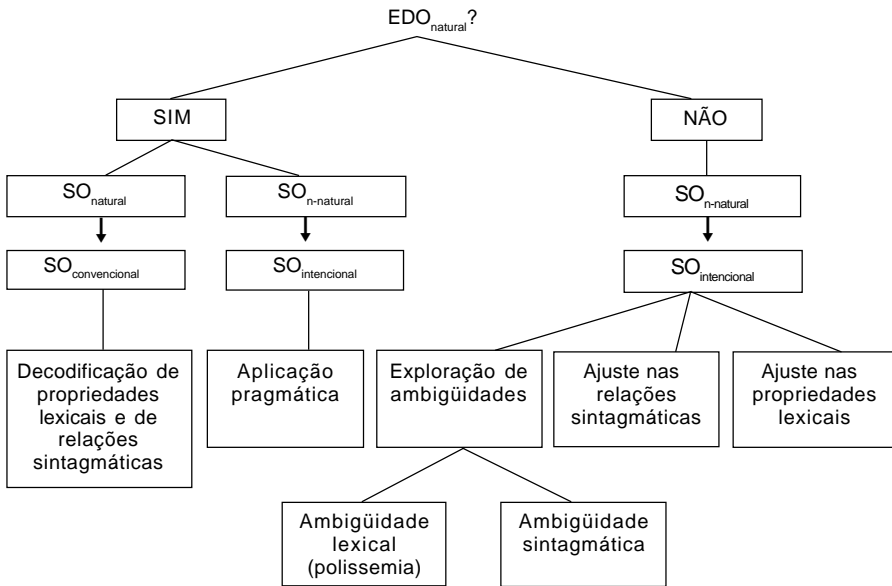 EDOnatural?
SIM
NÃO
SOnatural
SOn-natural
SOn-natural
SOconvencional
SOintencional
SOintencional
Decodificação de
propriedades
lexicais e de
relações
sintagmáticas
Aplicação
pragmática
Exploração de
ambigüidades
Ajuste nas
relações
sintagmáticas
Ajuste nas
propriedades
lexicais
Ambigüidade
lexical
(polissemia)
Ambigüidade
sintagmática